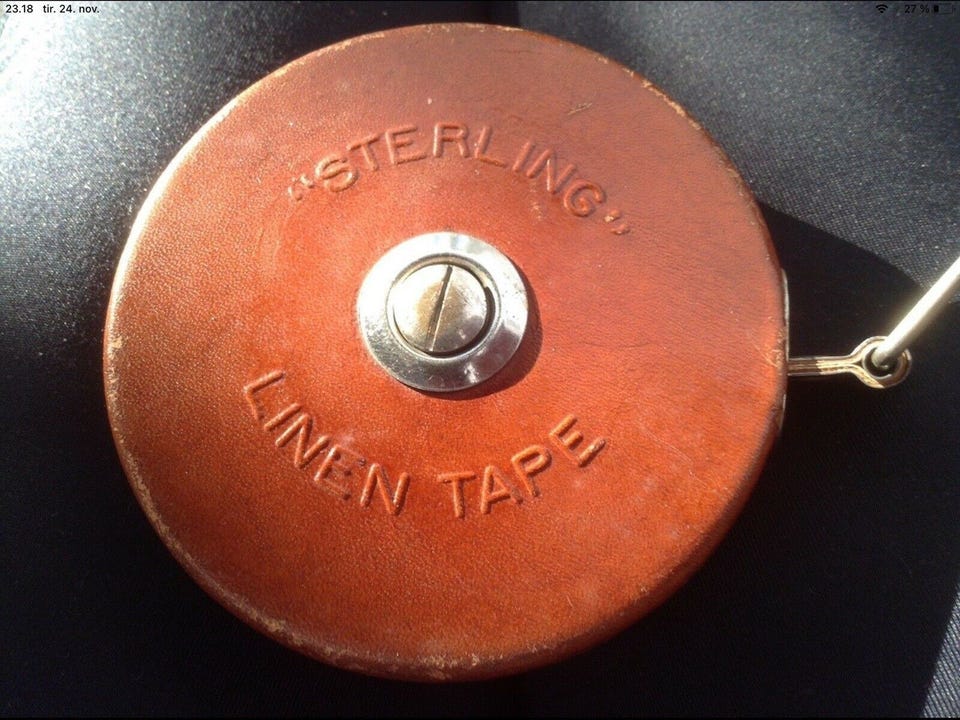 23.18 tir. 24. nov.
27 %
"STERLING"
LINEN TAPE